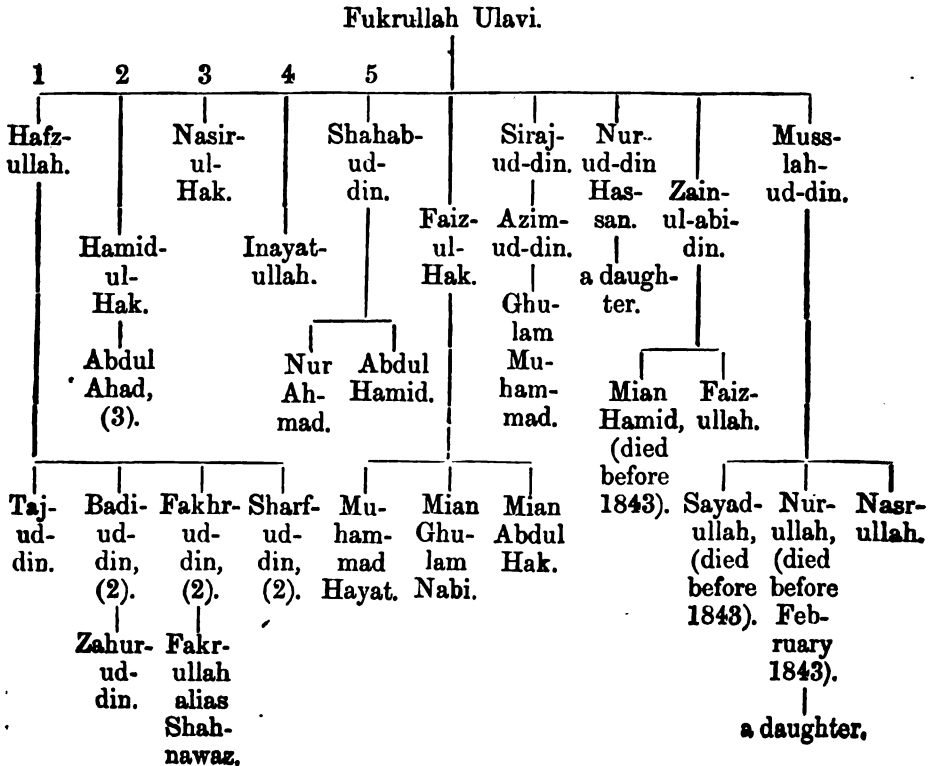 Fukrullah Ulavi.
1 2 3 4 5
Hafz-
ullah.
Hamid-
ul-
Hak.
Abdul
Ahad,
(3).
Nasir-
ul-
Hak.
Inayat-
ullah.
Shahab-
ud-
din.
Nur
Ah-
mad.
Abdul
Hamid.
Faiz-
ul-
Hak.
Siraj-
ud-din.
Azim-
ud-din.
Ghu-
lam
Mu-
ham-
mad.
Nur-
ud-din
Has-
san.
a daugh-
ter.
Zain-
ul-abi-
din.
Mian
Hamid,
(died
before
1843).
Faiz-
ullah.
Muss-
lah-
ud-din.
Taj-
ud-
din.
Badi-
ud-
din,
(2).
Zahur-
ud-
din.
Fakhr-
ud-
din,
(2).
Fakr-
ullah
alias
Shah-
nawaz.
Sharf-
ud-
din,
(2).
Mu-
ham-
mad
Hayat.
Mian
Ghu-
lam
Nabi.
Mian
Abdul
Hak.
Sayad-
ullah,
(died
before
1843).
Nur-
ullah,
(died
before
Feb-
ruary
1843).
a daughter.
Nasr-
ullah.